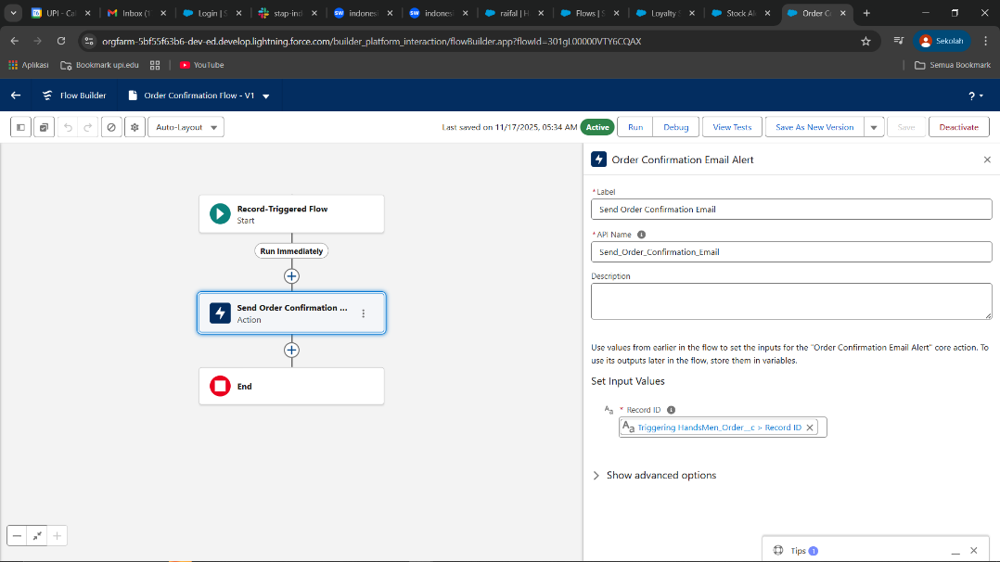 UPI - Cal
Inbox (1
Login | S
stap-ind
indones
indones
raifal | H
Flows | S
Loyalty
Stock Al
Order C
orgfarm-5bf55f63b6-dev-ed.develop.lightning.force.com/builder_platform_interaction/flowBuilder.app?flowId=301gL00000VTY6CQAX
Sekolah
Aplikasi
Bookmark upi.edu
YouTube
Semua Bookmark
Flow Builder
Order Confirmation Flow - V1
?
Auto-Layout
Last saved on 11/17/2025, 05:34 AM
Active
Run
Debug
View Tests
Save As New Version
Save
Deactivate
Record-Triggered Flow
Start
Run Immediately
Send Order Confirmation ...
Action
End
Order Confirmation Email Alert
* Label
Send Order Confirmation Email
* API Name
Send_Order_Confirmation_Email
Description
Use values from earlier in the flow to set the inputs for the "Order Confirmation Email Alert" core action. To
use its outputs later in the flow, store them in variables.
Set Input Values
Aa * Record ID
Aa Triggering HandsMen_Order__c > Record ID
Show advanced options
Tips 1